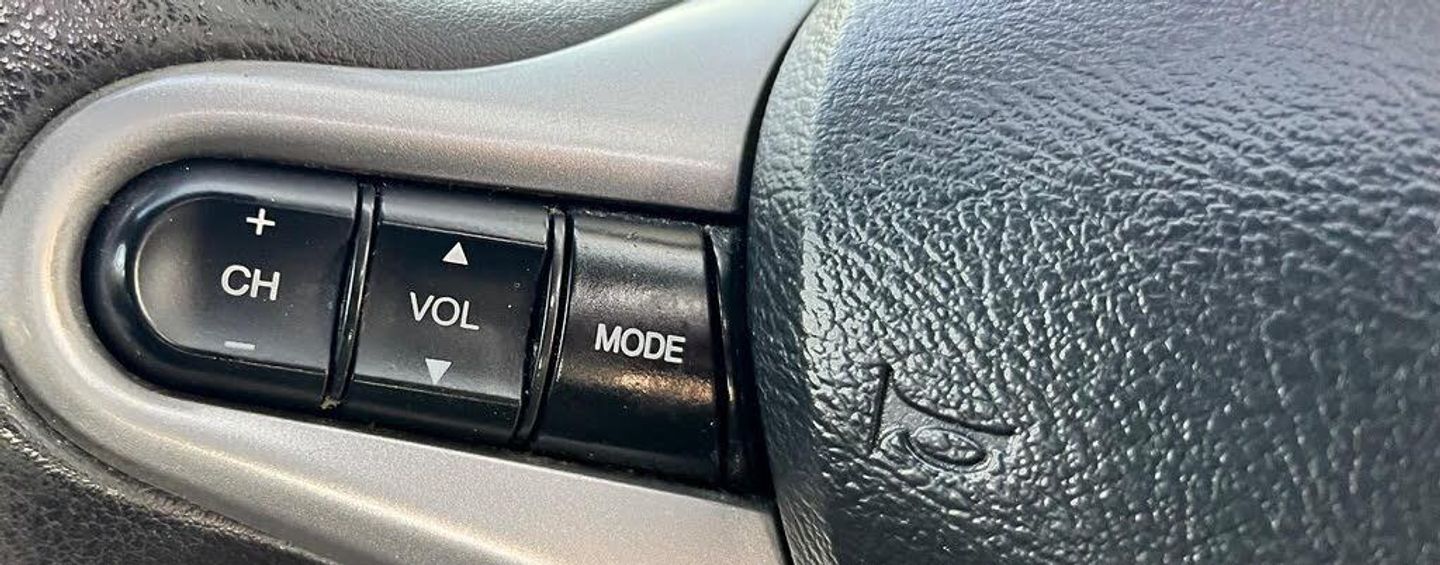 +
CH
−
▲
VOL
▼
MODE